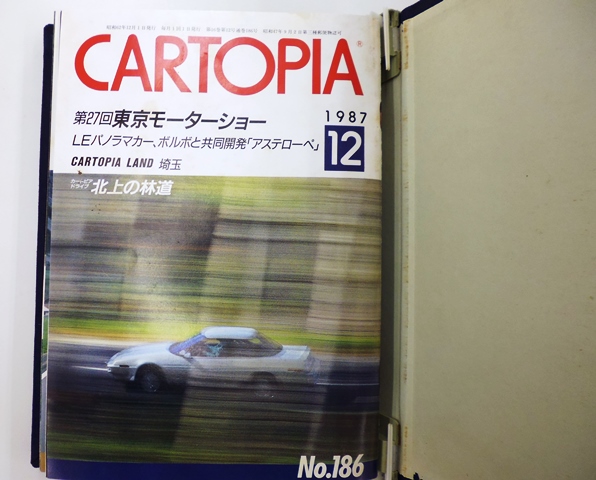 CARTOPIA
®
第27回東京モーターショー
1987
LEパノラマカー、ボルボと共同開発「アステローペ」
12
CARTOPIA LAND 埼玉
カートピア
ドライブ
北上の林道
No.186